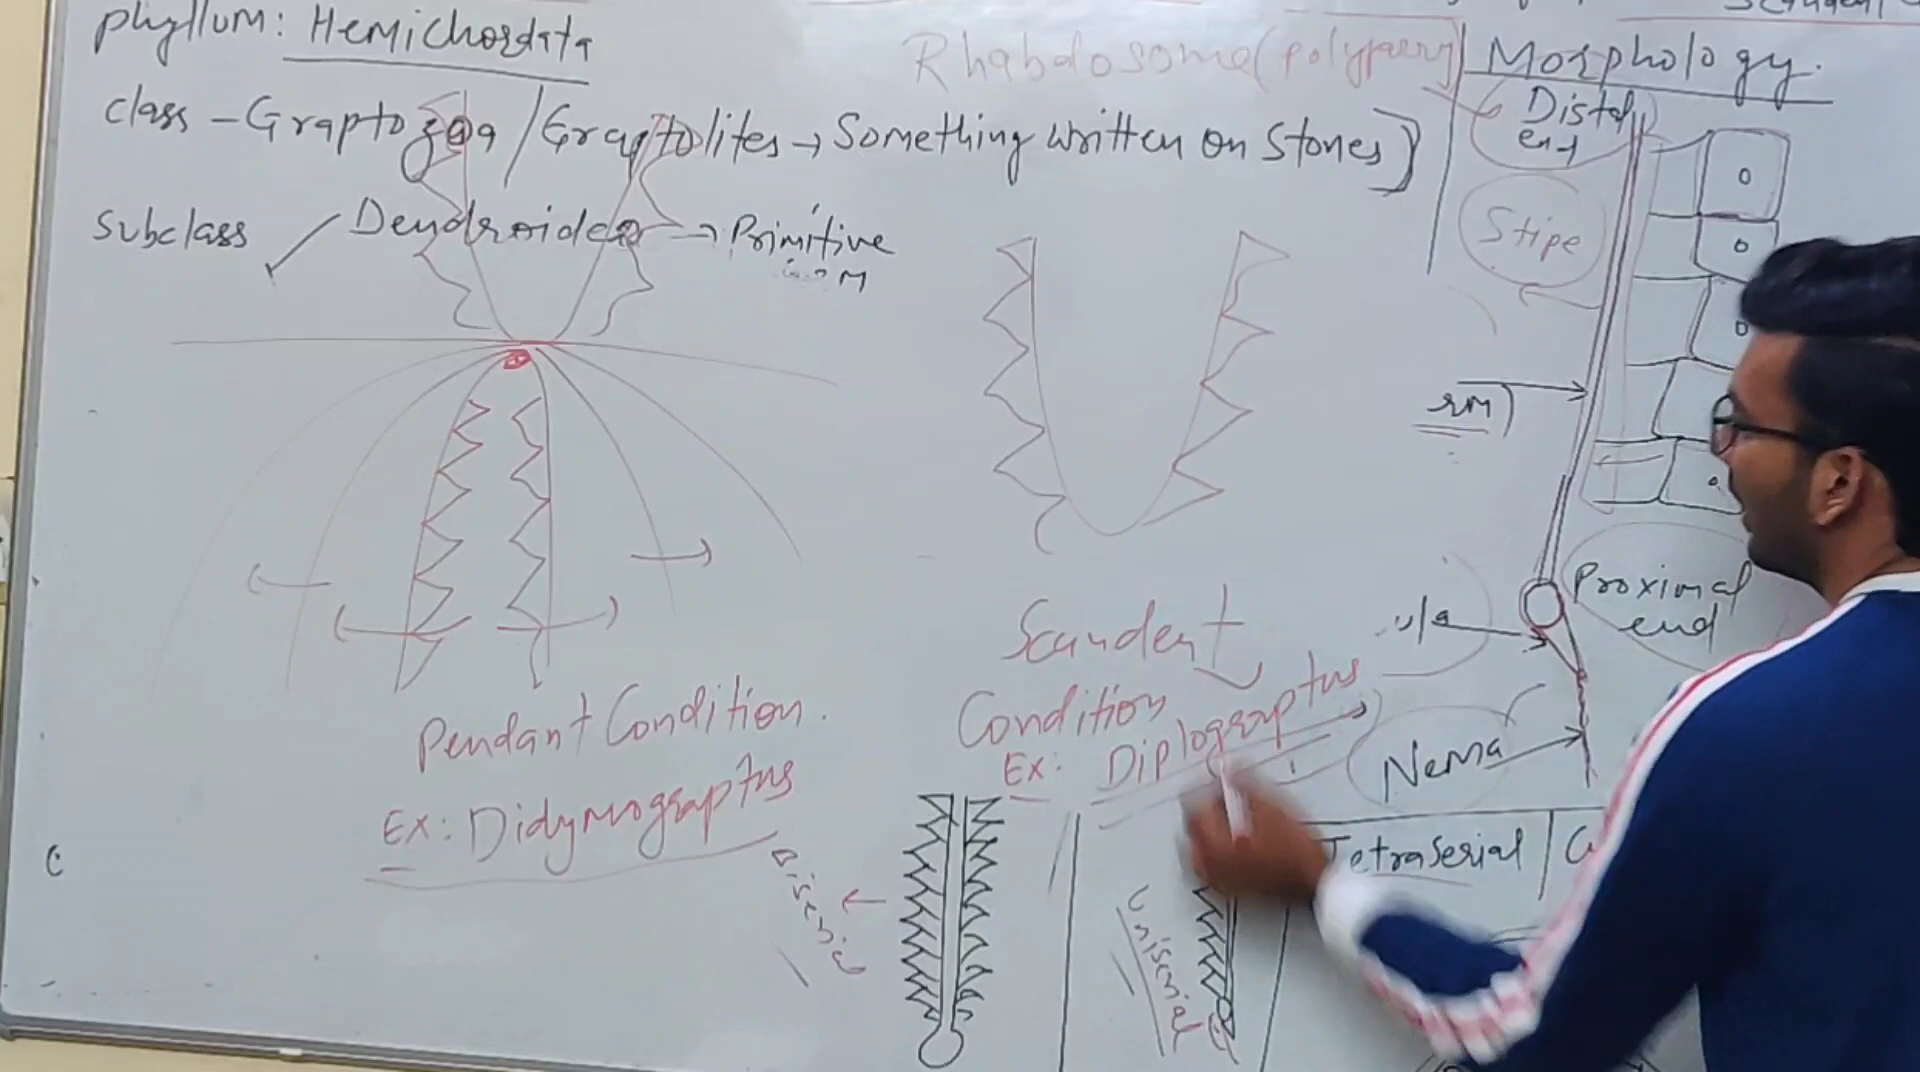 phyllum: Hemichordata
class - Graptozoa / Graptolites → Something written on Stones]
Subclass Dendroidea → Primitive
Rhabdosome (polypary)
Morphology.
Distal
end
Stipe
Proximal
end
Nema
Pendant Condition.
Ex: Didymograptus
Scandent
Condition
Ex: Diplograptus
Biserial
Uniserial
Tetraserial